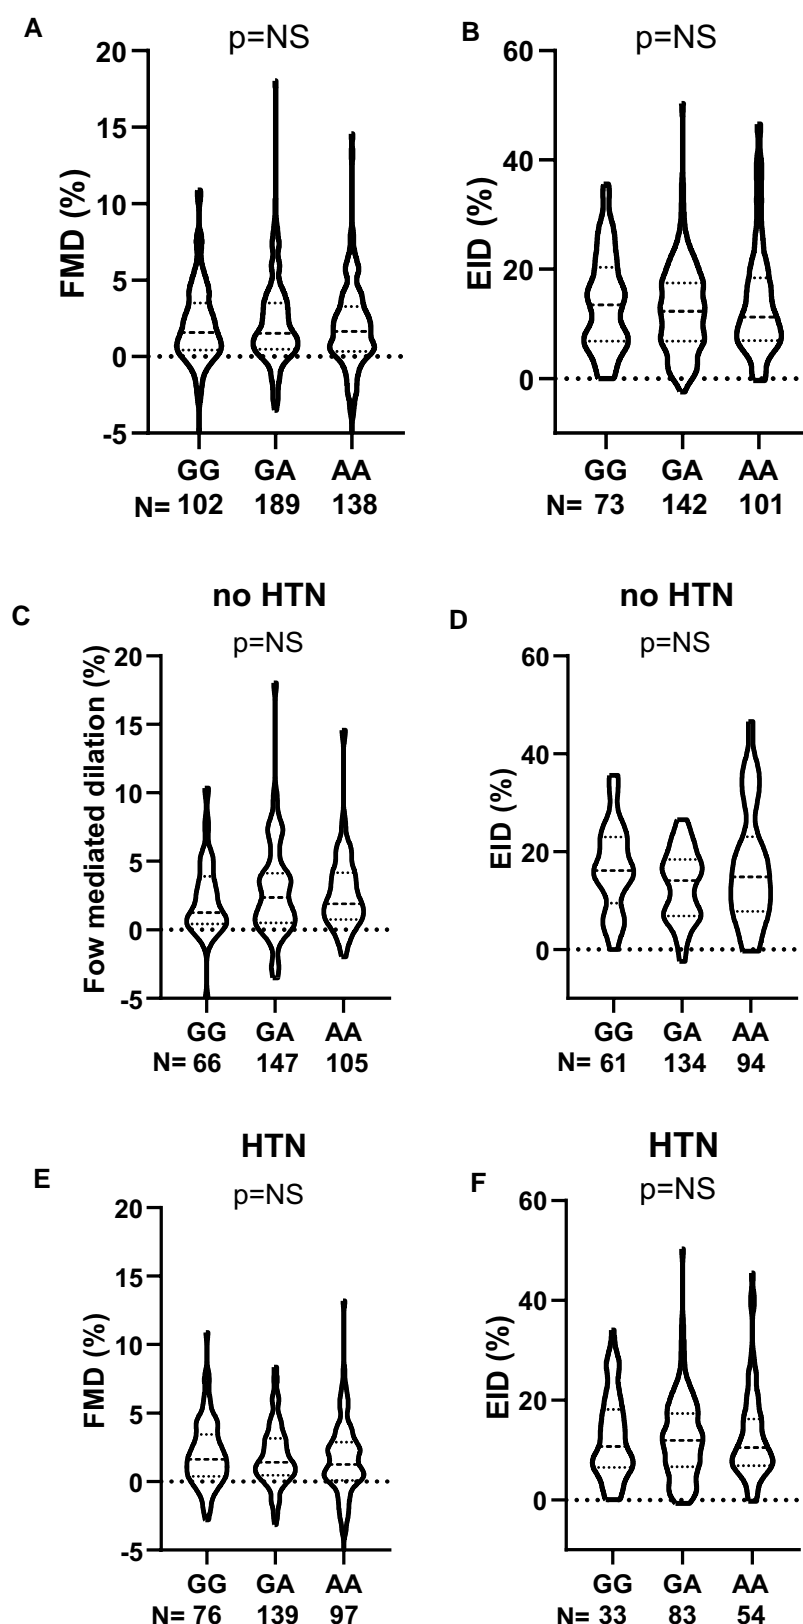 A
p=NS
20
15
10
5
0
-5
FMD (%)
GG GA AA
N= 102 189 138
B
p=NS
60
40
20
0
EID (%)
GG GA AA
N= 73 142 101
C
no HTN
p=NS
20
15
10
5
0
-5
Fow mediated dilation (%)
GG GA AA
N= 66 147 105
D
no HTN
p=NS
60
40
20
0
EID (%)
GG GA AA
N= 61 134 94
E
HTN
p=NS
20
15
10
5
0
-5
FMD (%)
GG GA AA
N= 76 139 97
F
HTN
p=NS
60
40
20
0
EID (%)
GG GA AA
N= 33 83 54